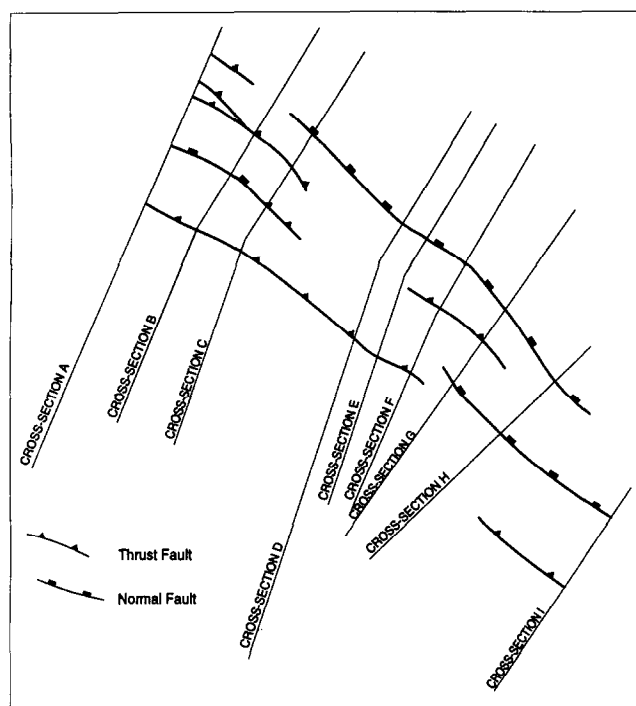 CROSS-SECTION A
CROSS-SECTION B
CROSS-SECTION C
CROSS-SECTION D
CROSS-SECTION E
CROSS-SECTION F
CROSS-SECTION G
CROSS-SECTION H
CROSS-SECTION I
Thrust Fault
Normal Fault